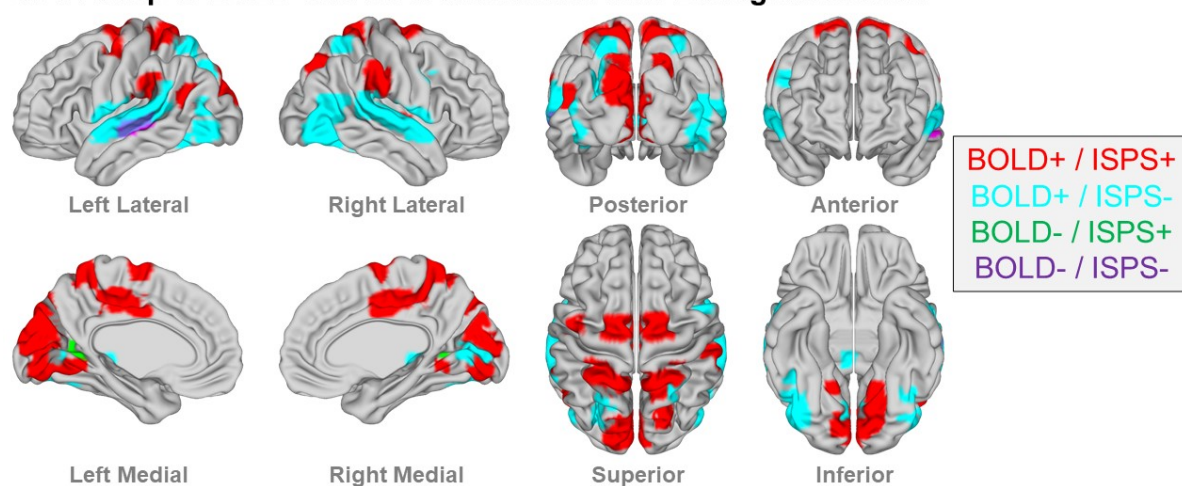 Left Lateral
Right Lateral
Posterior
Anterior
BOLD+ / ISPS+
BOLD+ / ISPS-
BOLD- / ISPS+
BOLD- / ISPS-
Left Medial
Right Medial
Superior
Inferior